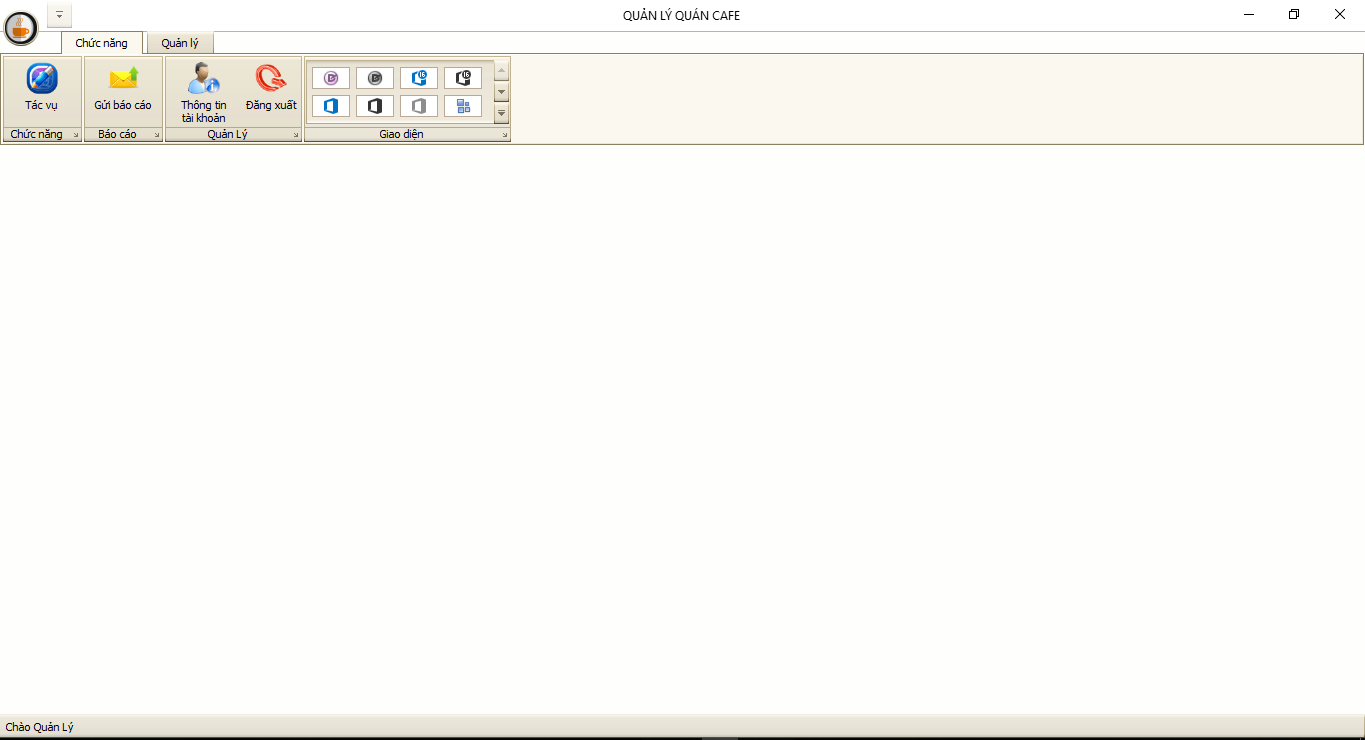 QUẢN LÝ QUÁN CAFE
Chức năng
Quản lý
Tác vụ
Gửi báo cáo
Thông tin
tài khoản
Đăng xuất
Chức năng
Báo cáo
Quản Lý
Giao diện
Chào Quản Lý